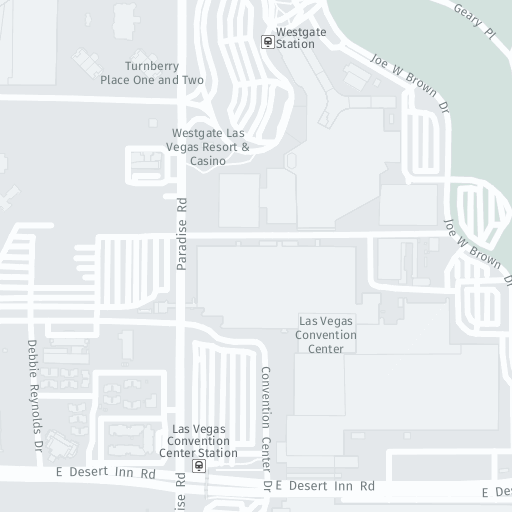 Geary Pl
Westgate
Station
Joe W Brown Dr
Turnberry
Place One and Two
Westgate Las
Vegas Resort &
Casino
Paradise Rd
Joe W Brown Dr
Las Vegas
Convention
Center
Debbie Reynolds Dr
Convention Center Dr
Las Vegas
Convention
Center Station
E Desert Inn Rd
E Desert Inn Rd
E Des
ise Rd